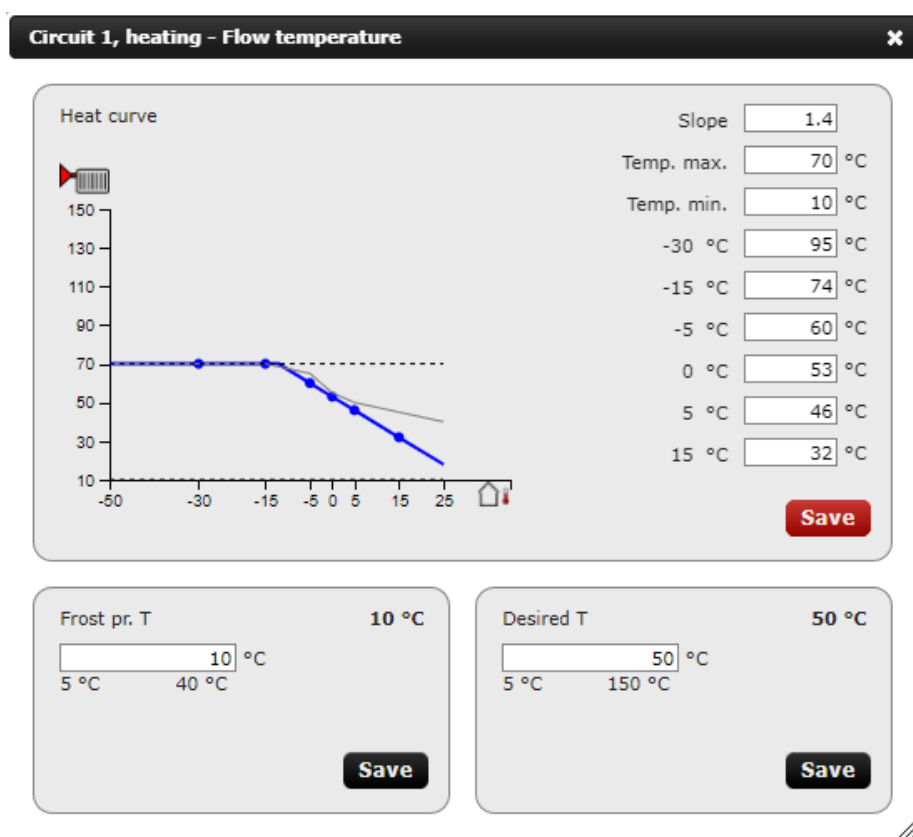 Circuit 1, heating - Flow temperature
Heat curve
Slope 1.4
Temp. max. 70 °C
Temp. min. 10 °C
-30 °C 95 °C
-15 °C 74 °C
-5 °C 60 °C
0 °C 53 °C
5 °C 46 °C
15 °C 32 °C
150
130
110
90
70
50
30
10
-50 -30 -15 -5 0 5 15 25
Save
Frost pr. T 10 °C
10 °C
5 °C 40 °C
Save
Desired T 50 °C
50 °C
5 °C 150 °C
Save